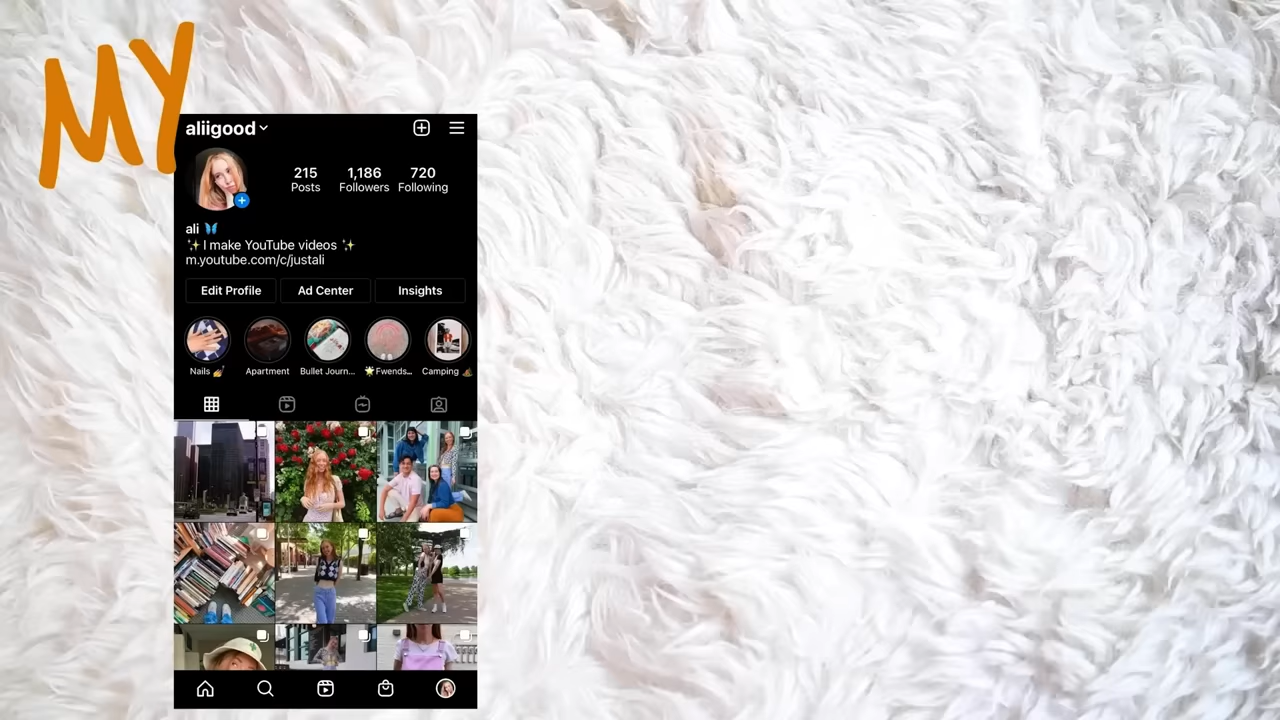 MY
aliigood
215 1,186 720
Posts Followers Following
ali 🦋
✨ I make YouTube videos ✨
m.youtube.com/c/justali
Edit Profile Ad Center Insights
Nails 💅 Apartment Bullet Journ... 🌟Fwends... Camping 🏕